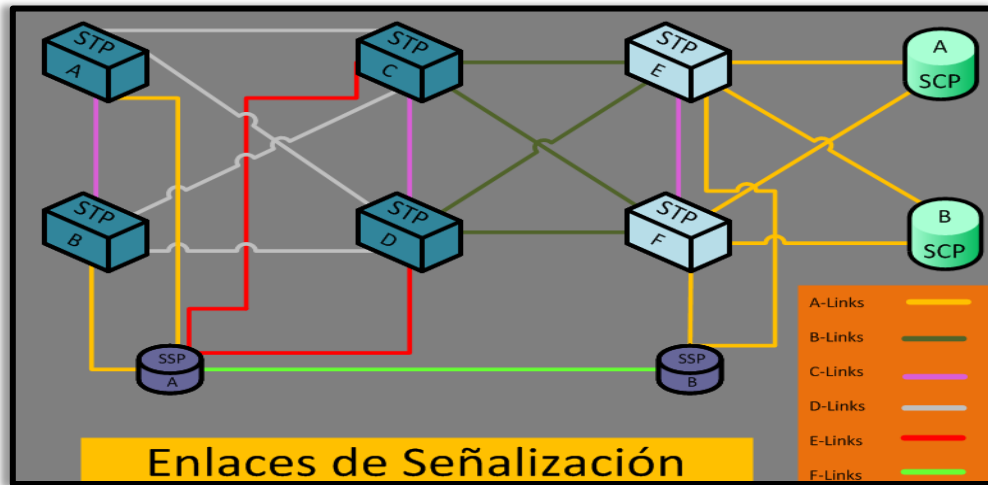 STP
A
STP
C
STP
E
A
SCP
STP
B
STP
D
STP
F
B
SCP
SSP
A
SSP
B
A-Links
B-Links
C-Links
D-Links
E-Links
F-Links
Enlaces de Señalización